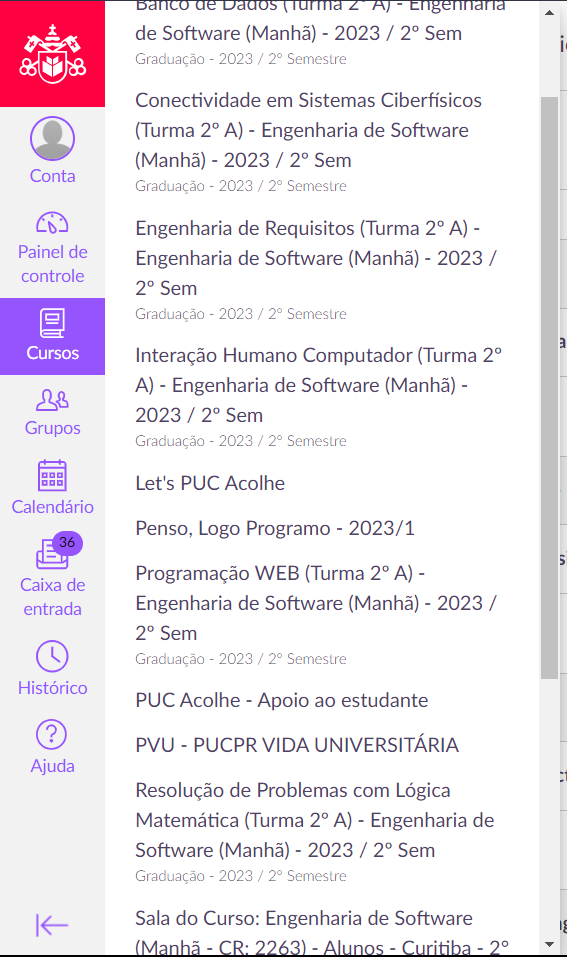 Conta
Painel de
controle
Cursos
Grupos
Calendário
36
Caixa de
entrada
Histórico
Ajuda
Banco de Dados (Turma 2º A) - Engenharia
de Software (Manhã) - 2023 / 2º Sem
Graduação - 2023 / 2º Semestre
Conectividade em Sistemas Ciberfísicos
(Turma 2º A) - Engenharia de Software
(Manhã) - 2023 / 2º Sem
Graduação - 2023 / 2º Semestre
Engenharia de Requisitos (Turma 2º A) -
Engenharia de Software (Manhã) - 2023 /
2º Sem
Graduação - 2023 / 2º Semestre
Interação Humano Computador (Turma 2º
A) - Engenharia de Software (Manhã) -
2023 / 2º Sem
Graduação - 2023 / 2º Semestre
Let's PUC Acolhe
Penso, Logo Programo - 2023/1
Programação WEB (Turma 2º A) -
Engenharia de Software (Manhã) - 2023 /
2º Sem
Graduação - 2023 / 2º Semestre
PUC Acolhe - Apoio ao estudante
PVU - PUCPR VIDA UNIVERSITÁRIA
Resolução de Problemas com Lógica
Matemática (Turma 2º A) - Engenharia de
Software (Manhã) - 2023 / 2º Sem
Graduação - 2023 / 2º Semestre
Sala do Curso: Engenharia de Software
(Manhã - CR: 2263) - Alunos - Curitiba - 2º